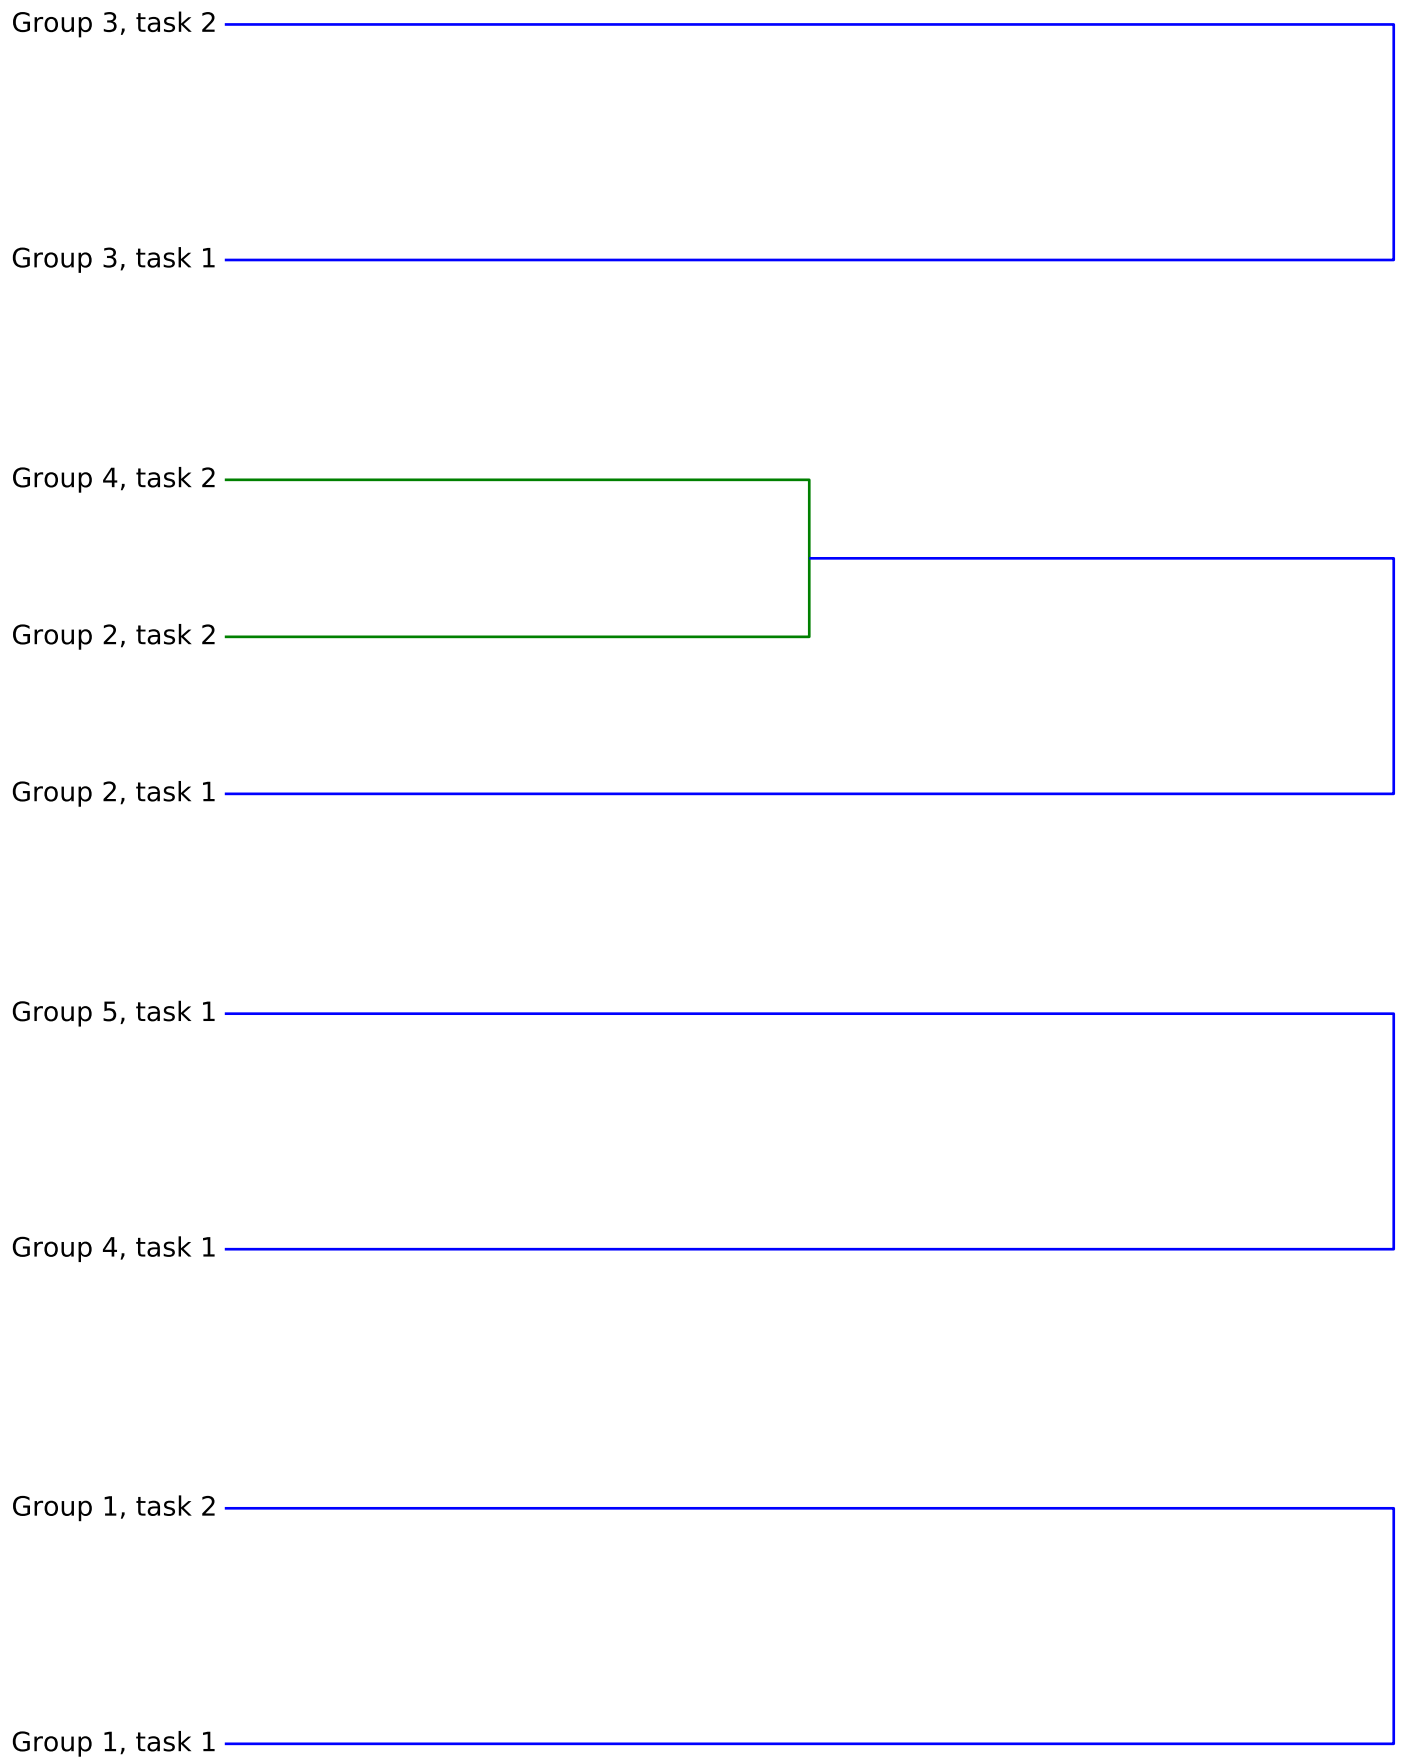 Group 3, task 2
Group 3, task 1
Group 4, task 2
Group 2, task 2
Group 2, task 1
Group 5, task 1
Group 4, task 1
Group 1, task 2
Group 1, task 1